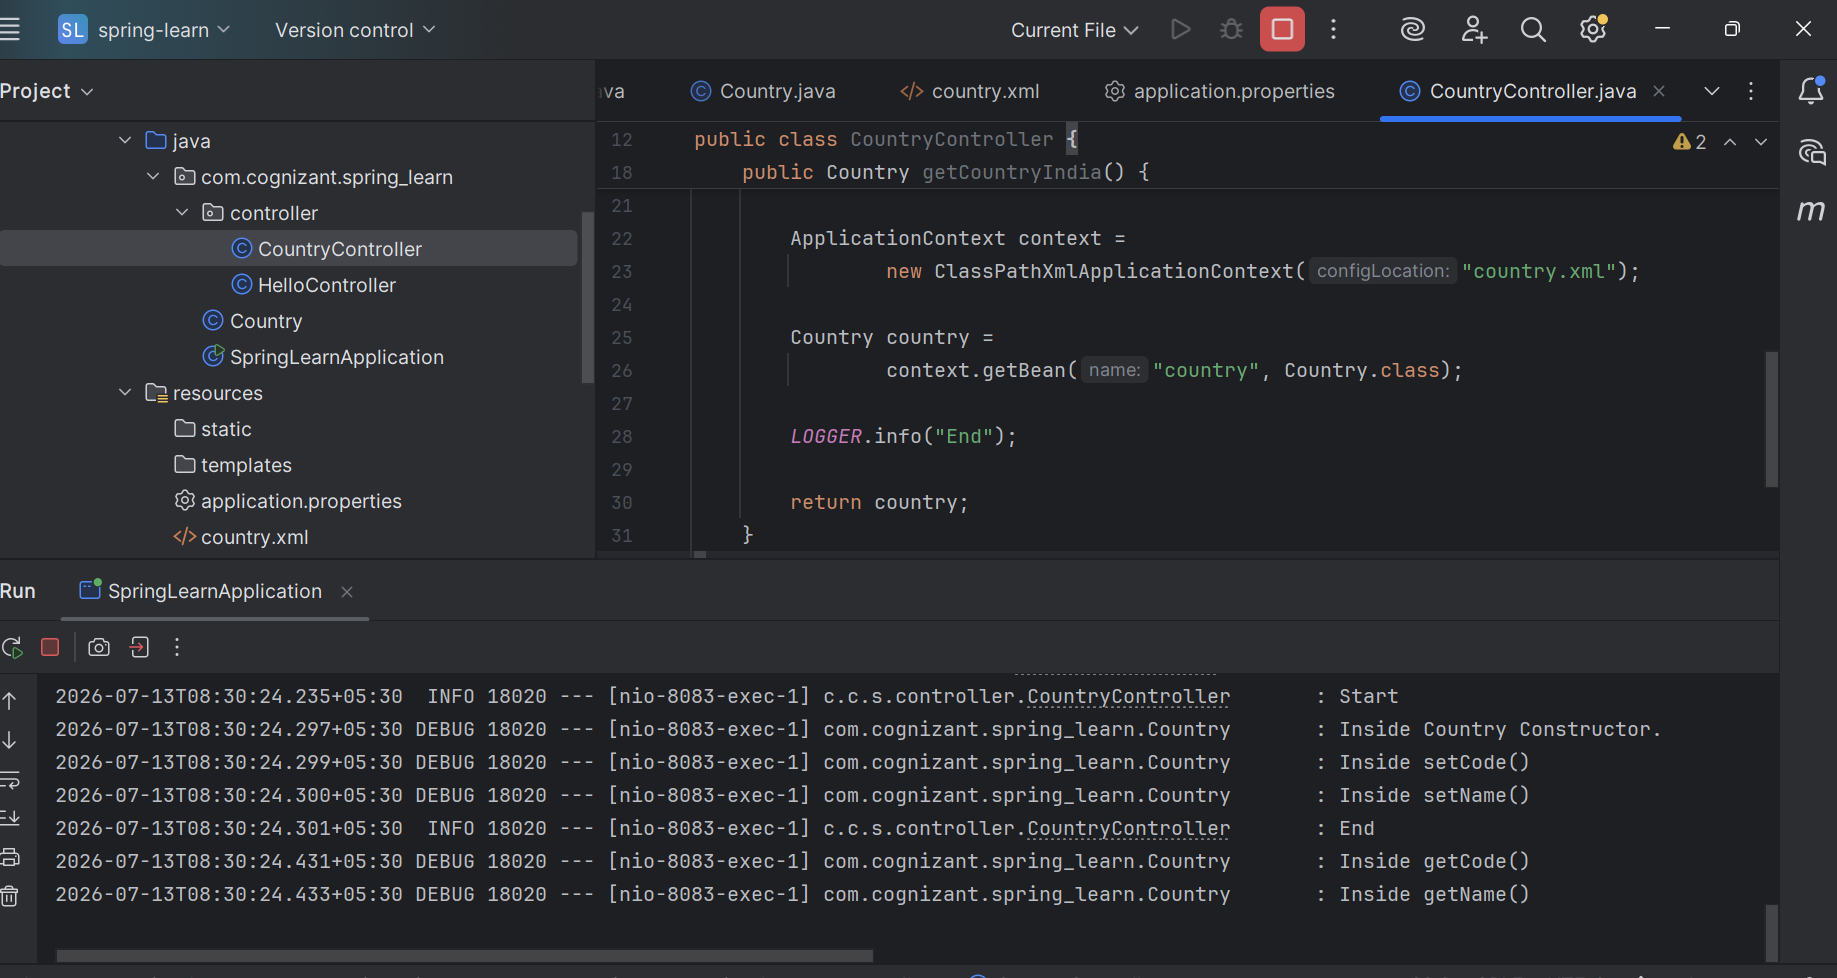 SL spring-learn Version control Current File
Project
Country.java country.xml application.properties CountryController.java
java
com.cognizant.spring_learn
controller
CountryController
HelloController
Country
SpringLearnApplication
resources
static
templates
application.properties
country.xml
12 public class CountryController {
2
18 public Country getCountryIndia() {
21
22 ApplicationContext context =
23 new ClassPathXmlApplicationContext( configLocation: "country.xml");
24
25 Country country =
26 context.getBean( name: "country", Country.class);
27
28 LOGGER.info("End");
29
30 return country;
31 }
m
Run SpringLearnApplication
2026-07-13T08:30:24.235+05:30 INFO 18020 --- [nio-8083-exec-1] c.c.s.controller.CountryController : Start
2026-07-13T08:30:24.297+05:30 DEBUG 18020 --- [nio-8083-exec-1] com.cognizant.spring_learn.Country : Inside Country Constructor.
2026-07-13T08:30:24.299+05:30 DEBUG 18020 --- [nio-8083-exec-1] com.cognizant.spring_learn.Country : Inside setCode()
2026-07-13T08:30:24.300+05:30 DEBUG 18020 --- [nio-8083-exec-1] com.cognizant.spring_learn.Country : Inside setName()
2026-07-13T08:30:24.301+05:30 INFO 18020 --- [nio-8083-exec-1] c.c.s.controller.CountryController : End
2026-07-13T08:30:24.431+05:30 DEBUG 18020 --- [nio-8083-exec-1] com.cognizant.spring_learn.Country : Inside getCode()
2026-07-13T08:30:24.433+05:30 DEBUG 18020 --- [nio-8083-exec-1] com.cognizant.spring_learn.Country : Inside getName()